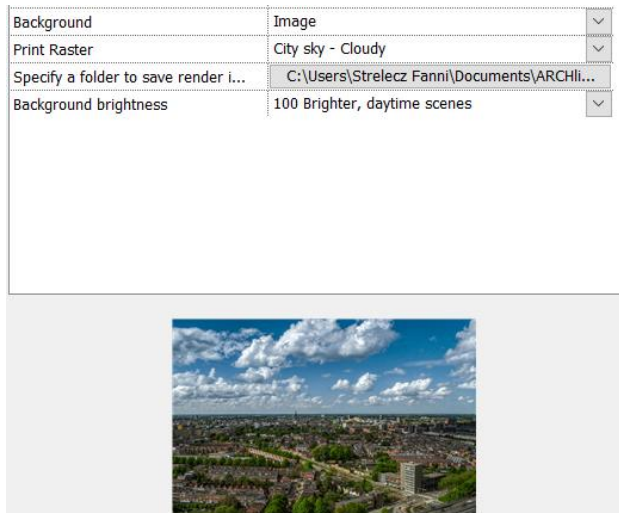 Background Image
Print Raster City sky - Cloudy
Specify a folder to save render i... C:\Users\Strelecz Fanni\Documents\ARCHli...
Background brightness 100 Brighter, daytime scenes